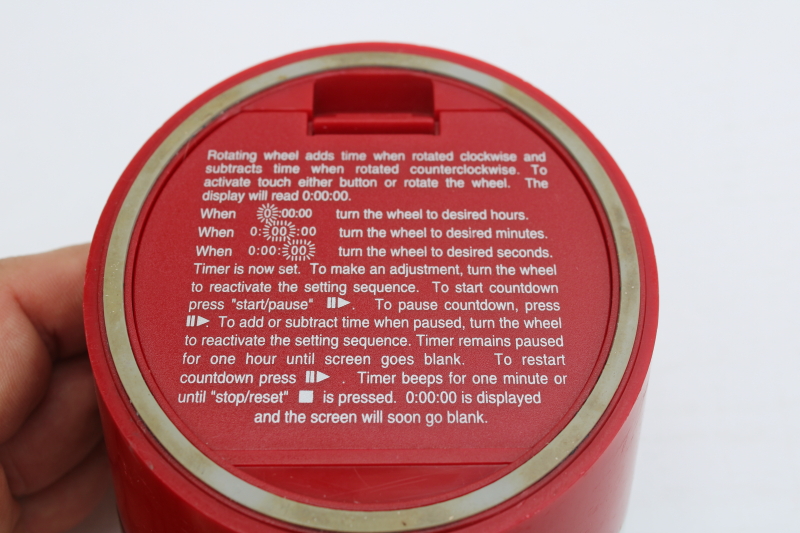 Rotating wheel adds time when rotated clockwise and
subtracts time when rotated counterclockwise. To
activate touch either button or rotate the wheel. The
display will read 0:00:00.
When 0:00:00 turn the wheel to desired hours.
When 0:00:00 turn the wheel to desired minutes.
When 0:00:00 turn the wheel to desired seconds.
Timer is now set. To make an adjustment, turn the wheel
to reactivate the setting sequence. To start countdown
press "start/pause" . To pause countdown, press
. To add or subtract time when paused, turn the wheel
to reactivate the setting sequence. Timer remains paused
for one hour until screen goes blank. To restart
countdown press . Timer beeps for one minute or
until "stop/reset" is pressed. 0:00:00 is displayed
and the screen will soon go blank.